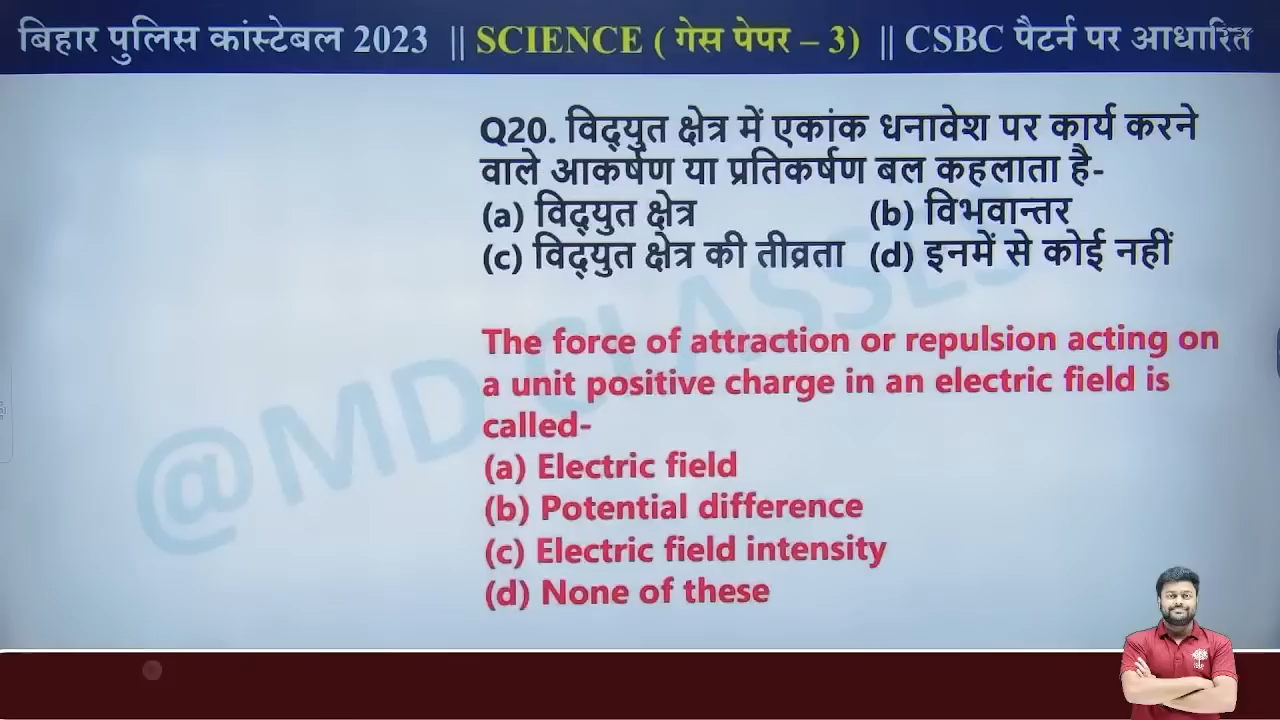 बिहार पुलिस कांस्टेबल 2023 || SCIENCE ( गेस पेपर – 3) || CSBC पैटर्न पर आधारित
Q20. विद्युत क्षेत्र में एकांक धनावेश पर कार्य करने
वाले आकर्षण या प्रतिकर्षण बल कहलाता है-
(a) विद्युत क्षेत्र (b) विभवान्तर
(c) विद्युत क्षेत्र की तीव्रता (d) इनमें से कोई नहीं
The force of attraction or repulsion acting on
a unit positive charge in an electric field is
called-
(a) Electric field
(b) Potential difference
(c) Electric field intensity
(d) None of these
@MD CLASSES